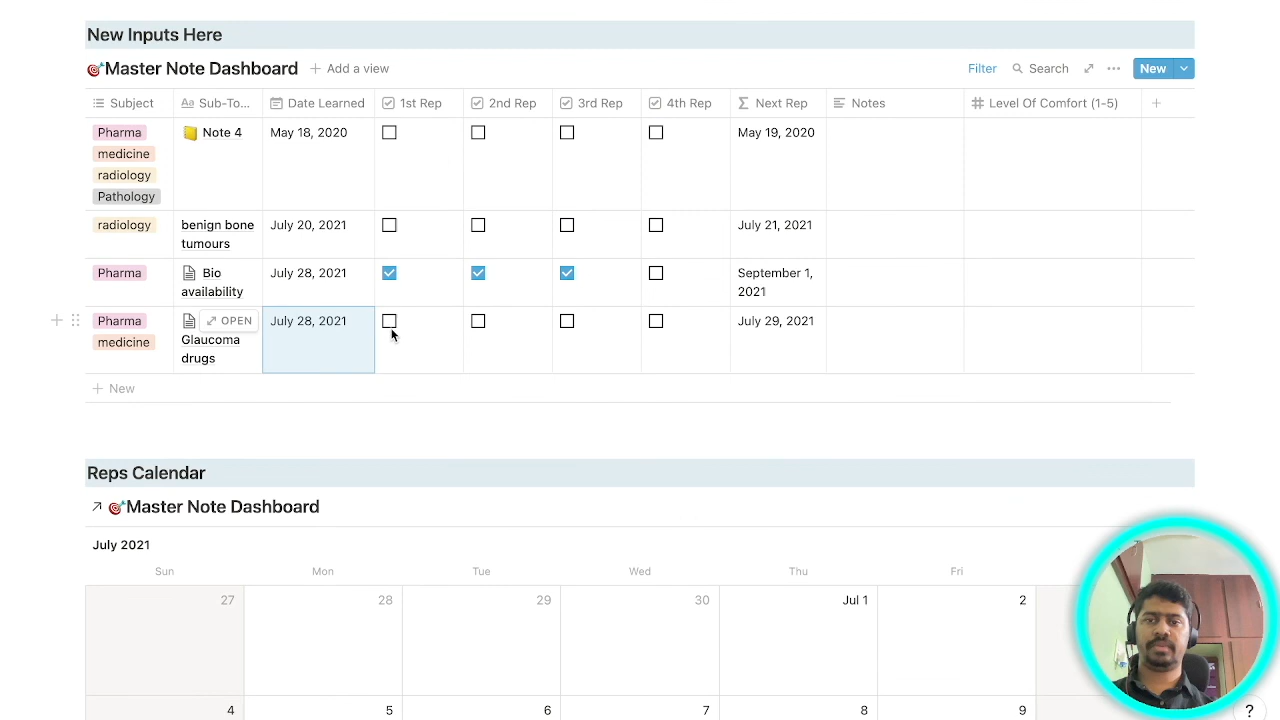 New Inputs Here
Master Note Dashboard + Add a view Filter Search ••• New
Subject Aa Sub-To... Date Learned 1st Rep 2nd Rep 3rd Rep 4th Rep Σ Next Rep Notes # Level Of Comfort (1-5) +
Pharma Note 4 May 18, 2020 May 19, 2020
medicine
radiology
Pathology
radiology benign bone July 20, 2021 July 21, 2021
tumours
Pharma Bio July 28, 2021 September 1,
availability 2021
Pharma OPEN July 28, 2021 July 29, 2021
medicine Glaucoma
drugs
+ New
Reps Calendar
Master Note Dashboard
July 2021
Sun Mon Tue Wed Thu Fri
27 28 29 30 Jul 1 2
4 5 6 7 8 9 ?